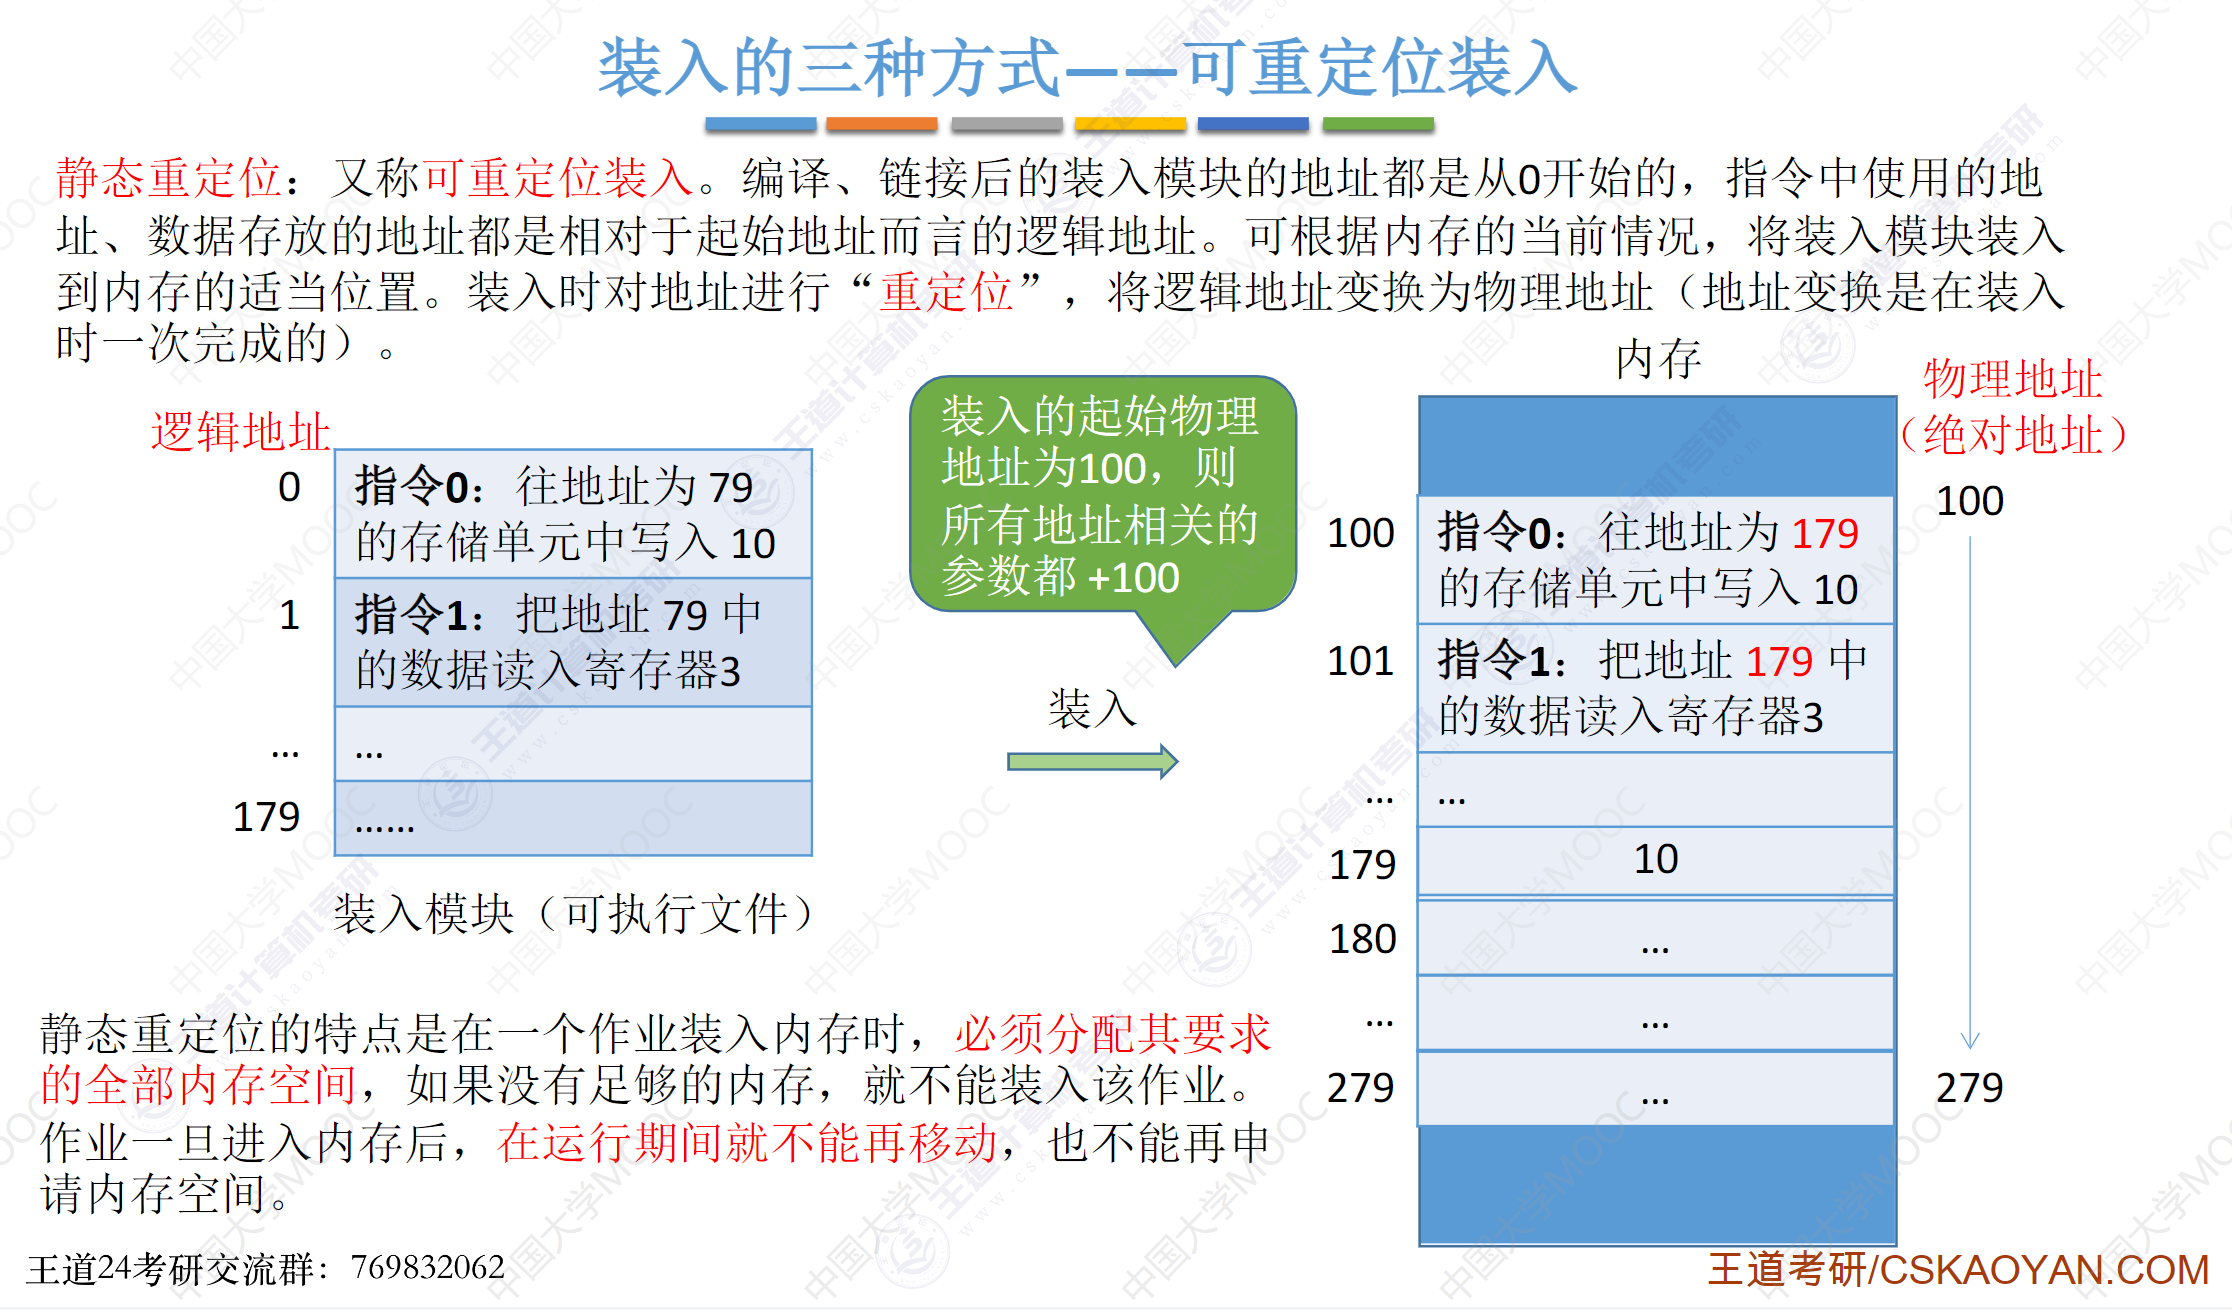 装入的三种方式——可重定位装入
静态重定位：又称可重定位装入。编译、链接后的装入模块的地址都是从0开始的，指令中使用的地
址、数据存放的地址都是相对于起始地址而言的逻辑地址。可根据内存的当前情况，将装入模块装入
到内存的适当位置。装入时对地址进行“重定位”，将逻辑地址变换为物理地址（地址变换是在装入
时一次完成的）。
逻辑地址
0
指令0：往地址为 79
的存储单元中写入 10
1
指令1：把地址 79 中
的数据读入寄存器3
...
...
179
......
装入模块（可执行文件）
装入的起始物理
地址为100，则
所有地址相关的
参数都 +100
装入
内存
物理地址
（绝对地址）
100
指令0：往地址为 179
的存储单元中写入 10
101
指令1：把地址 179 中
的数据读入寄存器3
...
...
179
10
180
...
...
...
279
...
100
279
静态重定位的特点是在一个作业装入内存时，必须分配其要求
的全部内存空间，如果没有足够的内存，就不能装入该作业。
作业一旦进入内存后，在运行期间就不能再移动，也不能再申
请内存空间。
王道24考研交流群：769832062
王道考研/CSKAOYAN.COM
中国大学MOOC
王道计算机考研
www.cskaoyan.com